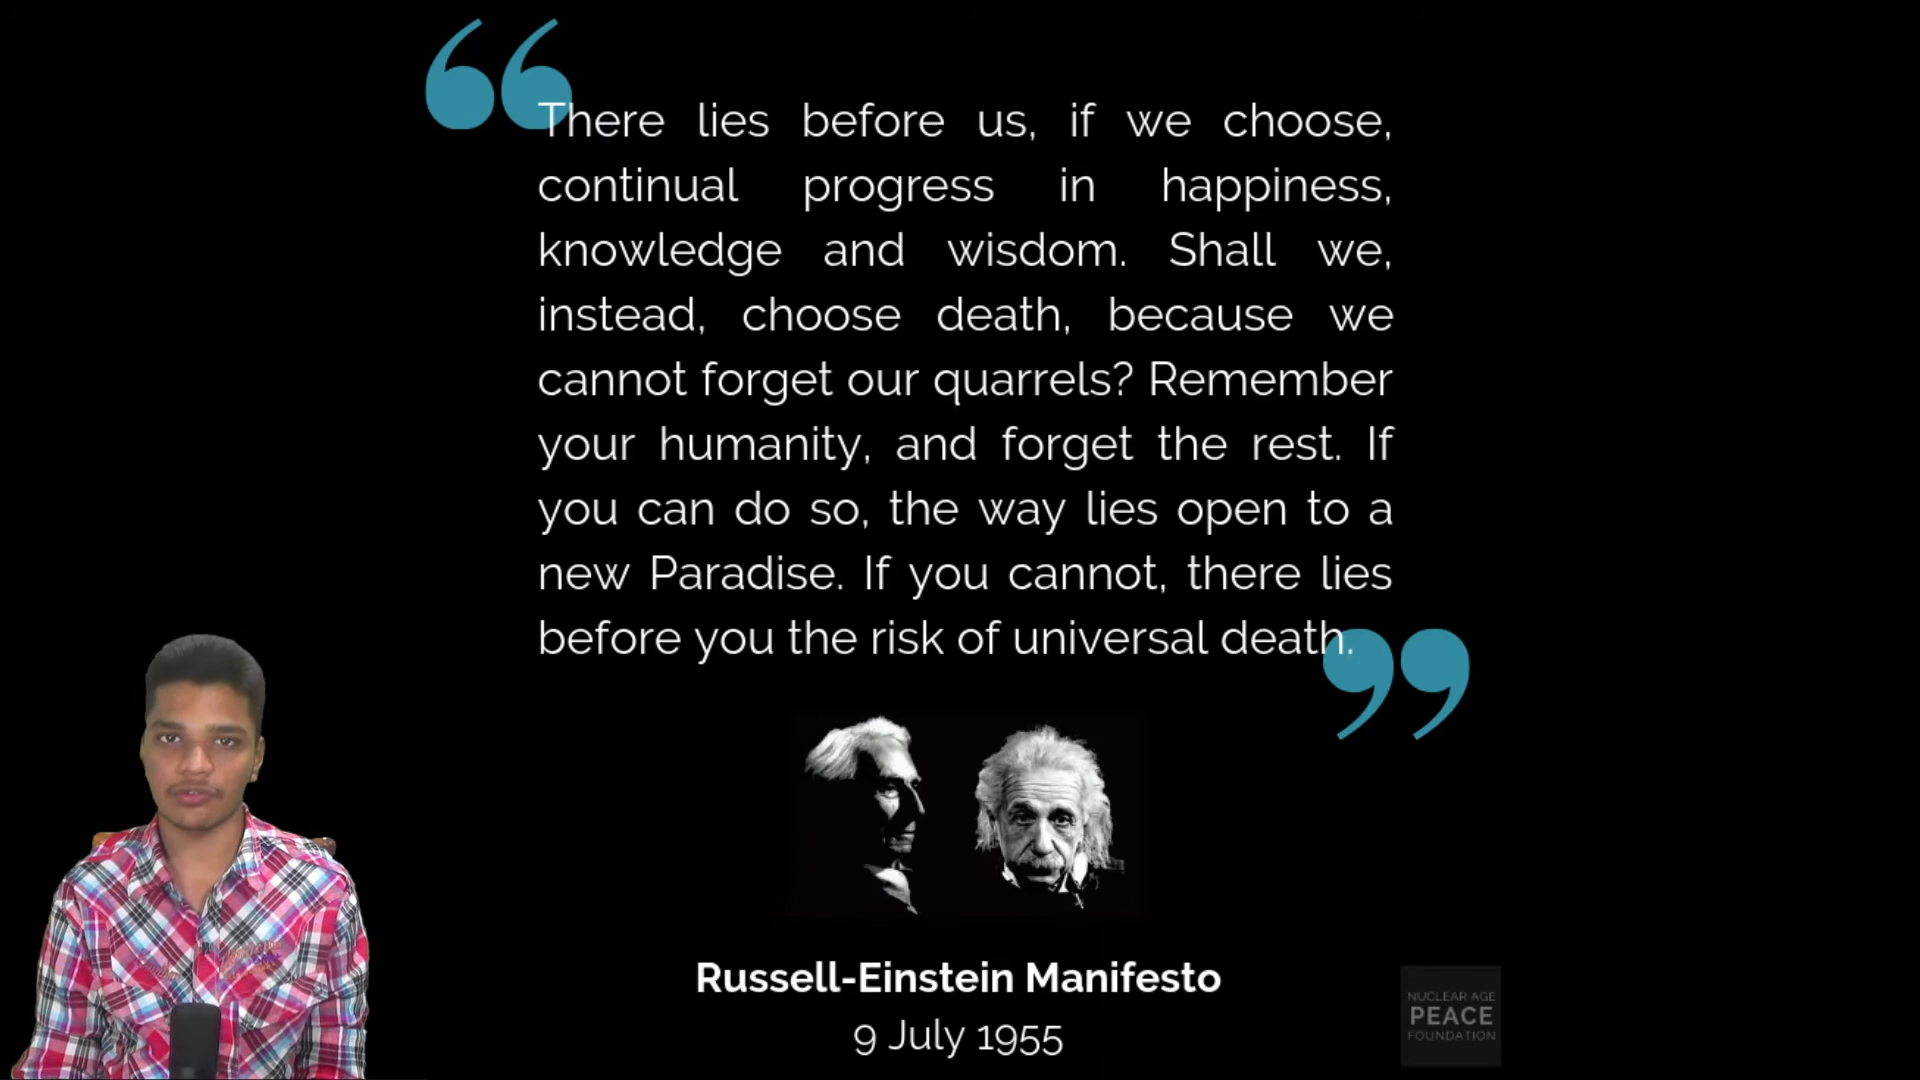 There lies before us, if we choose,
continual progress in happiness,
knowledge and wisdom. Shall we,
instead, choose death, because we
cannot forget our quarrels? Remember
your humanity, and forget the rest. If
you can do so, the way lies open to a
new Paradise. If you cannot, there lies
before you the risk of universal death.
Russell-Einstein Manifesto
9 July 1955
NUCLEAR AGE
PEACE
FOUNDATION